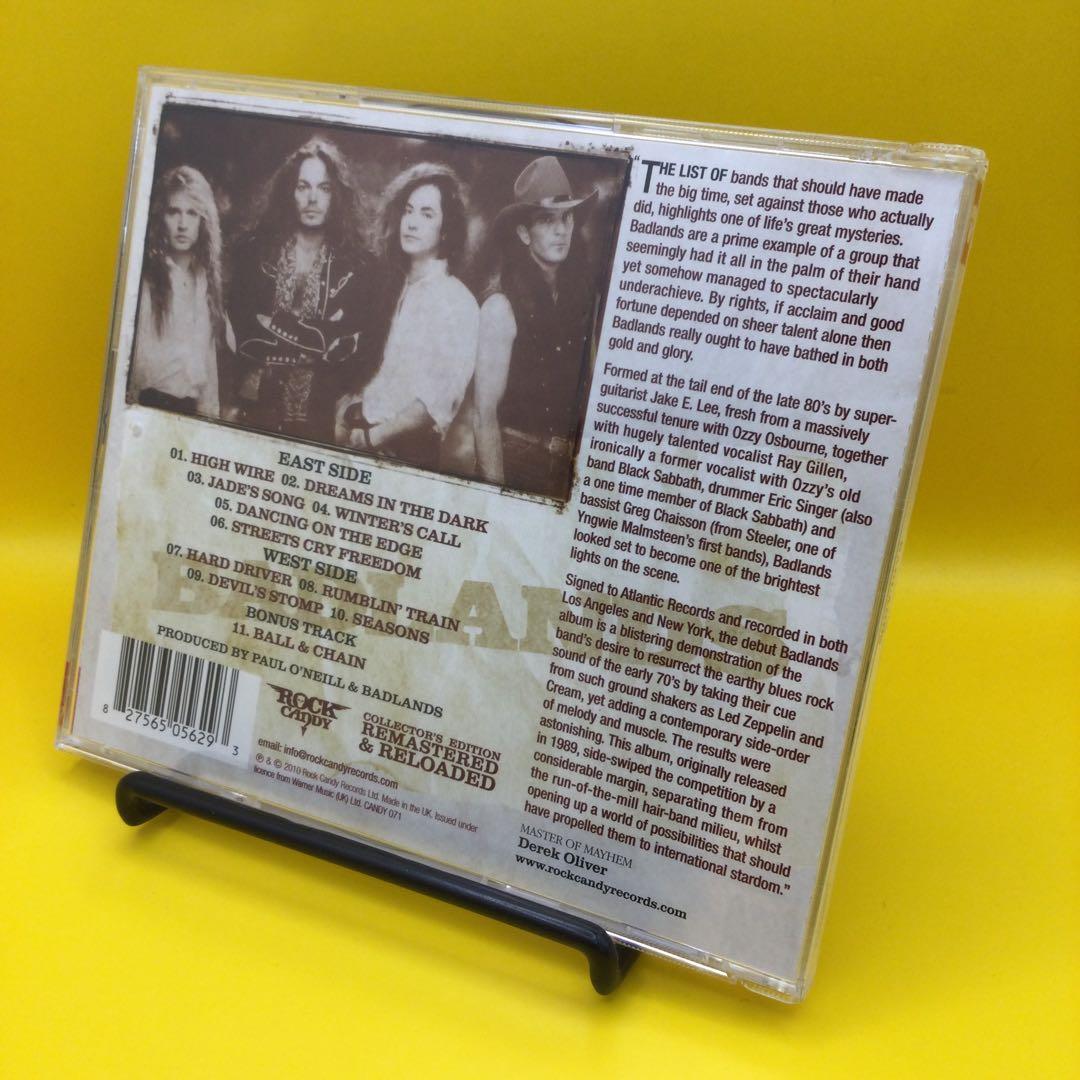 EAST SIDE
01. HIGH WIRE 02. DREAMS IN THE DARK
03. JADE'S SONG 04. WINTER'S CALL
05. DANCING ON THE EDGE
06. STREETS CRY FREEDOM
WEST SIDE
07. HARD DRIVER 08. RUMBLIN' TRAIN
09. DEVIL'S STOMP 10. SEASONS
BONUS TRACK
11. BALL & CHAIN
PRODUCED BY PAUL O'NEILL & BADLANDS
BADLANDS
8 27565 05629 3
ROCK
CANDY
COLLECTOR'S EDITION
REMASTERED
& RELOADED
email: info@rockcandyrecords.com
℗ & © 2010 Rock Candy Records Ltd. Made in the UK. Issued under
licence from Warner Music (UK) Ltd. CANDY 071
"THE LIST OF bands that should have made
the big time, set against those who actually
did, highlights one of life's great mysteries.
Badlands are a prime example of a group that
seemingly had it all in the palm of their hand
yet somehow managed to spectacularly
underachieve. By rights, if acclaim and good
fortune depended on sheer talent alone then
Badlands really ought to have bathed in both
gold and glory.
Formed at the tail end of the late 80's by super-
guitarist Jake E. Lee, fresh from a massively
successful tenure with Ozzy Osbourne, together
with hugely talented vocalist Ray Gillen,
ironically a former vocalist with Ozzy's old
band Black Sabbath, drummer Eric Singer (also
a one time member of Black Sabbath) and
bassist Greg Chaisson (from Steeler, one of
Yngwie Malmsteen's first bands), Badlands
looked set to become one of the brightest
lights on the scene.
Signed to Atlantic Records and recorded in both
Los Angeles and New York, the debut Badlands
album is a blistering demonstration of the
band's desire to resurrect the earthy blues rock
sound of the early 70's by taking their cue
from such ground shakers as Led Zeppelin and
Cream, yet adding a contemporary side-order
of melody and muscle. The results were
astonishing. This album, originally released
in 1989, side-swiped the competition by a
considerable margin, separating them from
the run-of-the-mill hair-band milieu, whilst
opening up a world of possibilities that should
have propelled them to international stardom."
MASTER OF MAYHEM
Derek Oliver
www.rockcandyrecords.com